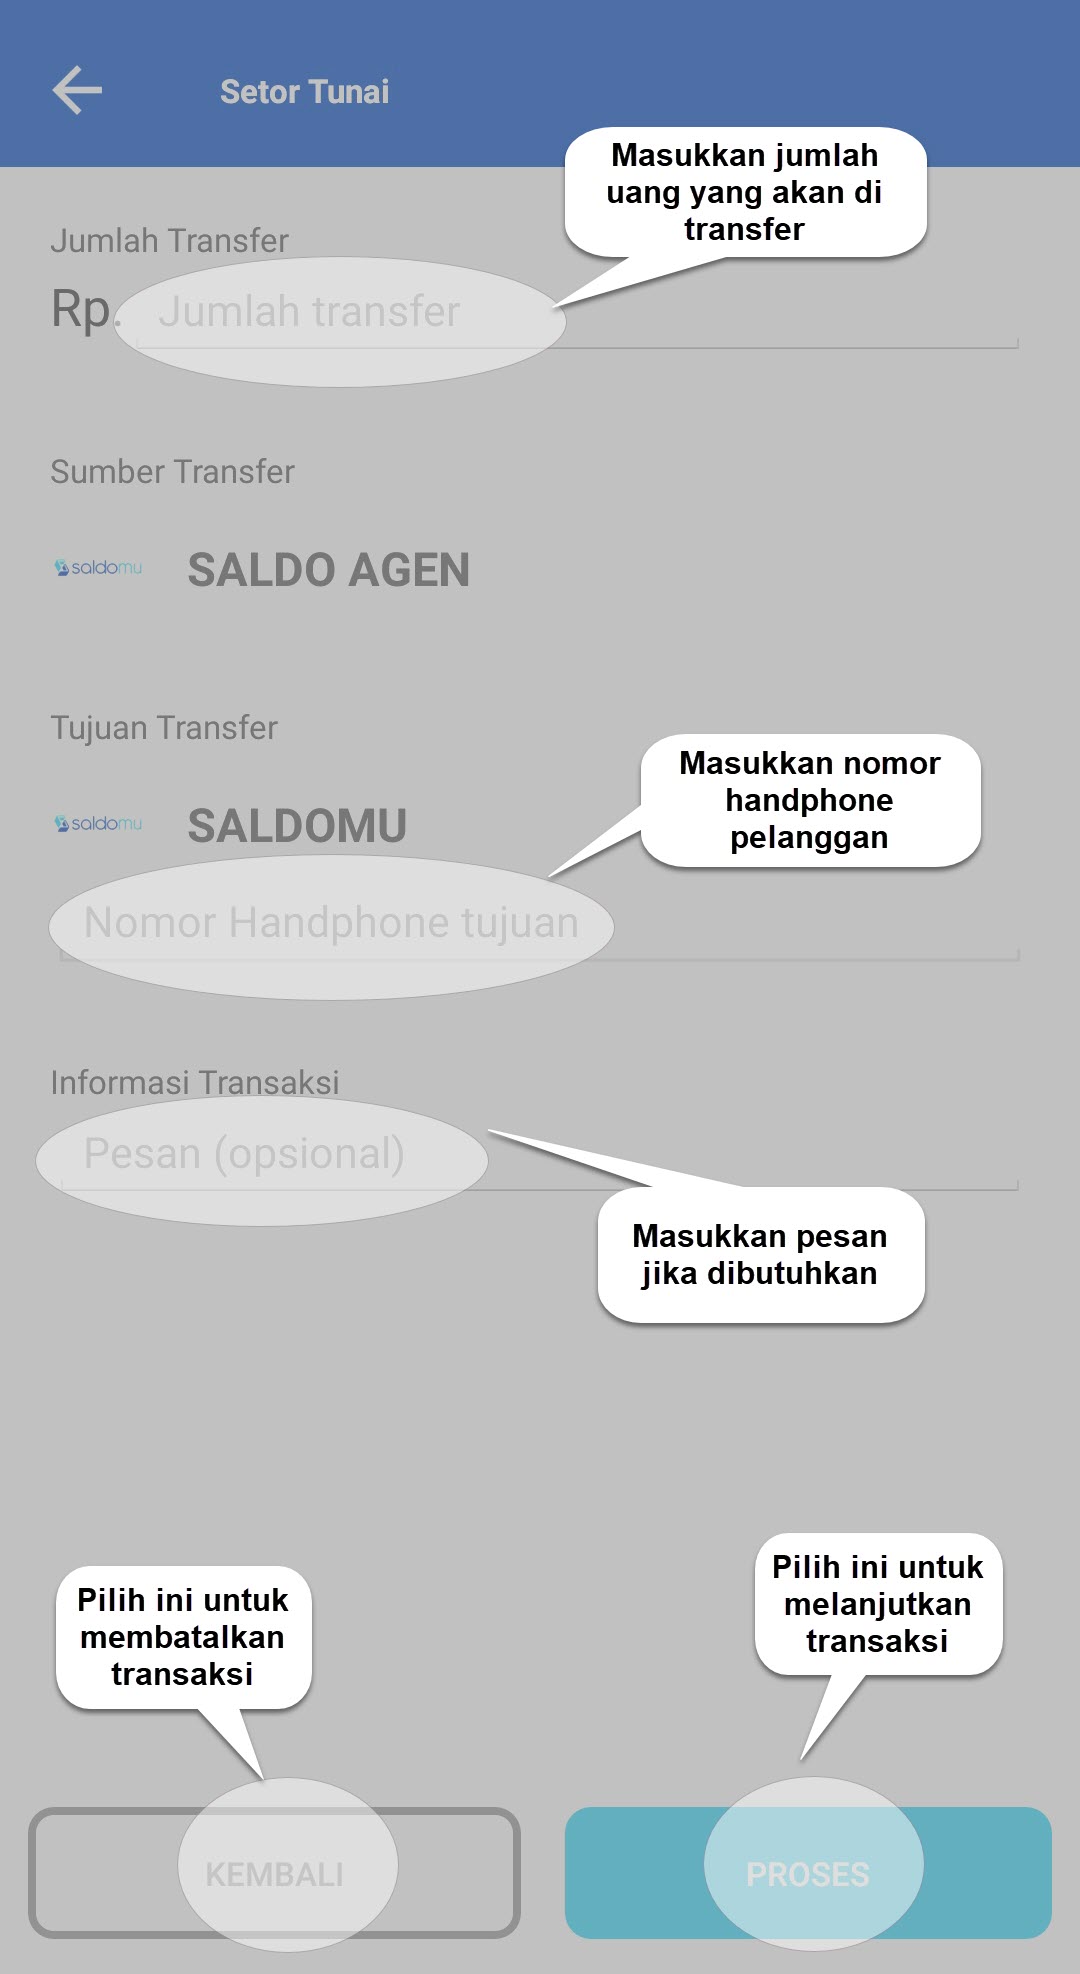 Setor Tunai
Masukkan jumlah
uang yang akan di
transfer
Jumlah Transfer
Rp. Jumlah transfer
Sumber Transfer
saldomu SALDO AGEN
Tujuan Transfer
Masukkan nomor
handphone
pelanggan
saldomu SALDOMU
Nomor Handphone tujuan
Informasi Transaksi
Pesan (opsional)
Masukkan pesan
jika dibutuhkan
Pilih ini untuk
membatalkan
transaksi
Pilih ini untuk
melanjutkan
transaksi
KEMBALI
PROSES